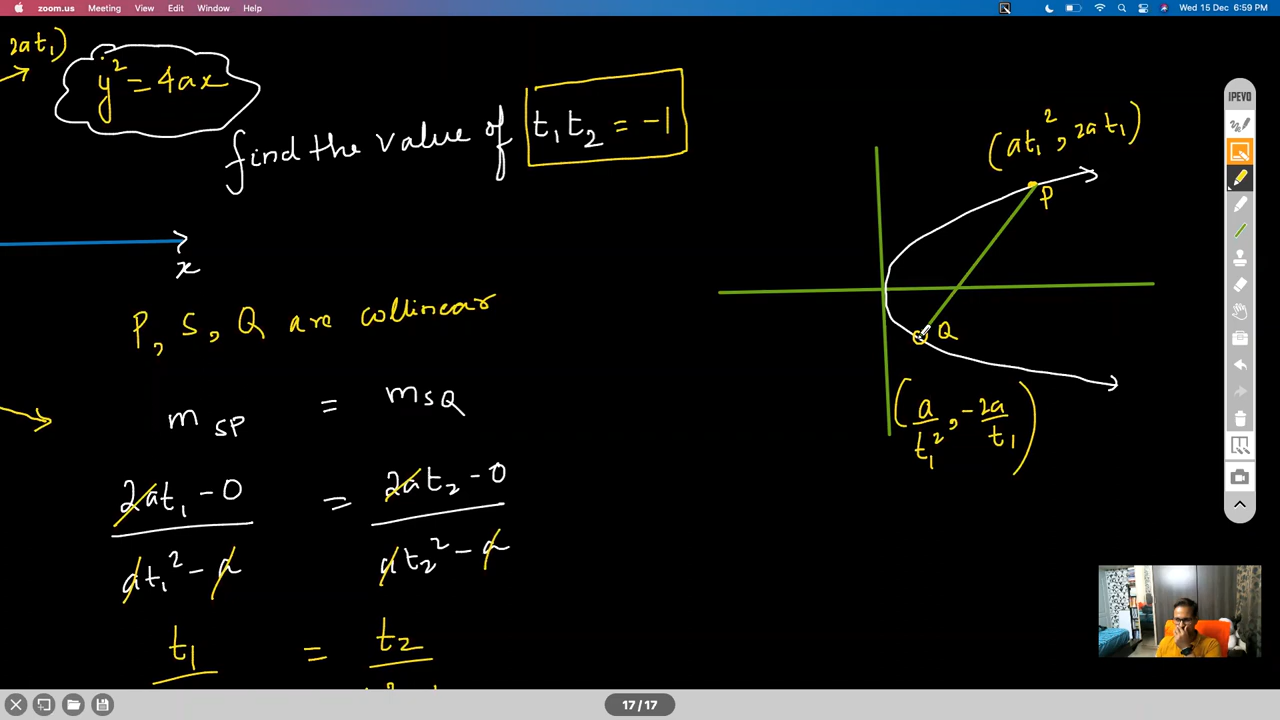 zoom.us Meeting View Edit Window Help Wed 15 Dec 6:59 PM
2at₁)
y² = 4ax
find the value of t₁t₂ = -1
x
P, S, Q are collinear
m SP = m SQ
2at₁ - 0 / at₁² - a = 2at₂ - 0 / at₂² - a
t₁ = t₂
(at₁², 2at₁)
P
Q
(a/t₁², -2a/t₁)
IPEVO
17/17